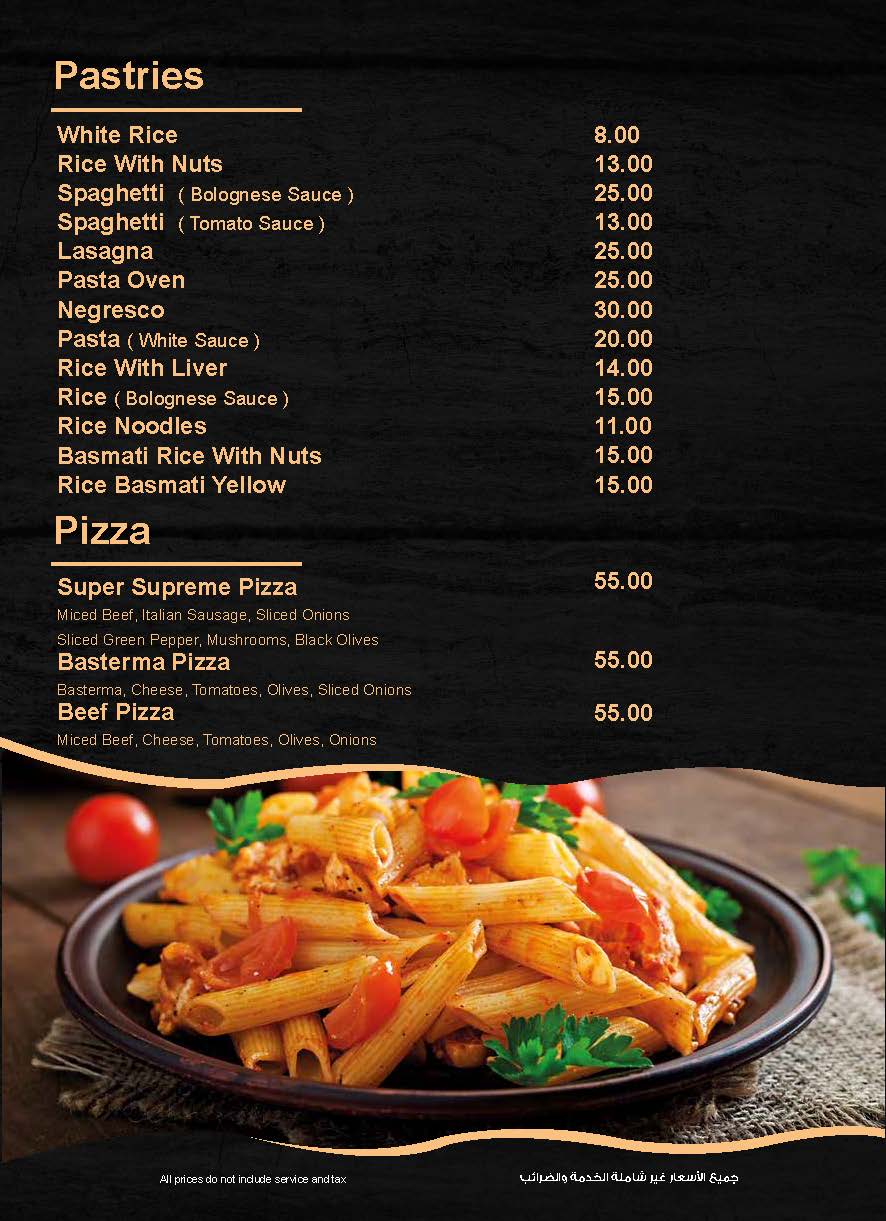 Pastries
White Rice 8.00
Rice With Nuts 13.00
Spaghetti ( Bolognese Sauce ) 25.00
Spaghetti ( Tomato Sauce ) 13.00
Lasagna 25.00
Pasta Oven 25.00
Negresco 30.00
Pasta ( White Sauce ) 20.00
Rice With Liver 14.00
Rice ( Bolognese Sauce ) 15.00
Rice Noodles 11.00
Basmati Rice With Nuts 15.00
Rice Basmati Yellow 15.00
Pizza
Super Supreme Pizza 55.00
Miced Beef, Italian Sausage, Sliced Onions
Sliced Green Pepper, Mushrooms, Black Olives
Basterma Pizza 55.00
Basterma, Cheese, Tomatoes, Olives, Sliced Onions
Beef Pizza 55.00
Miced Beef, Cheese, Tomatoes, Olives, Onions
All prices do not include service and tax جميع الأسعار غير شاملة الخدمة والضرائب